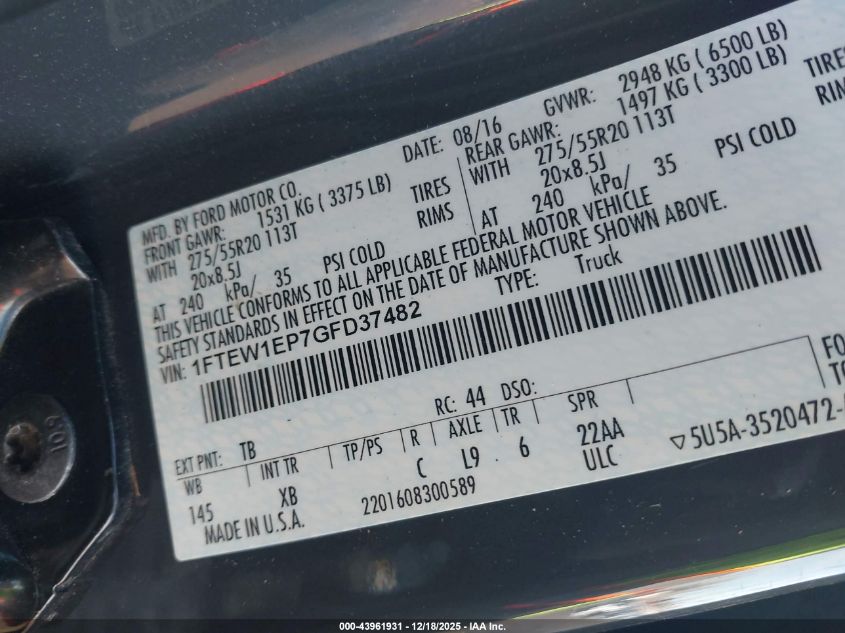 MFD. BY FORD MOTOR CO.
DATE: 08/16 GVWR: 2948 KG ( 6500 LB)
FRONT GAWR: 1531 KG ( 3375 LB)
REAR GAWR: 1497 KG ( 3300 LB)
WITH 275/55R20 113T TIRES
WITH 275/55R20 113T TIRES
20x8.5J RIMS
20x8.5J RIM
AT 240 kPa/ 35 PSI COLD
AT 240 kPa/ 35 PSI COLD
THIS VEHICLE CONFORMS TO ALL APPLICABLE FEDERAL MOTOR VEHICLE
SAFETY STANDARDS IN EFFECT ON THE DATE OF MANUFACTURE SHOWN ABOVE.
VIN: 1FTEW1EP7GFD37482 TYPE: Truck
RC: 44 DSO:
EXT PNT: TB
WB INT TR TP/PS R AXLE TR SPR
145 XB C L9 6 22AA
ULC
MADE IN U.S.A. 2201608300589
5U5A-3520472-
FO
TO
109
000-43961931 - 12/18/2025 - IAA Inc.